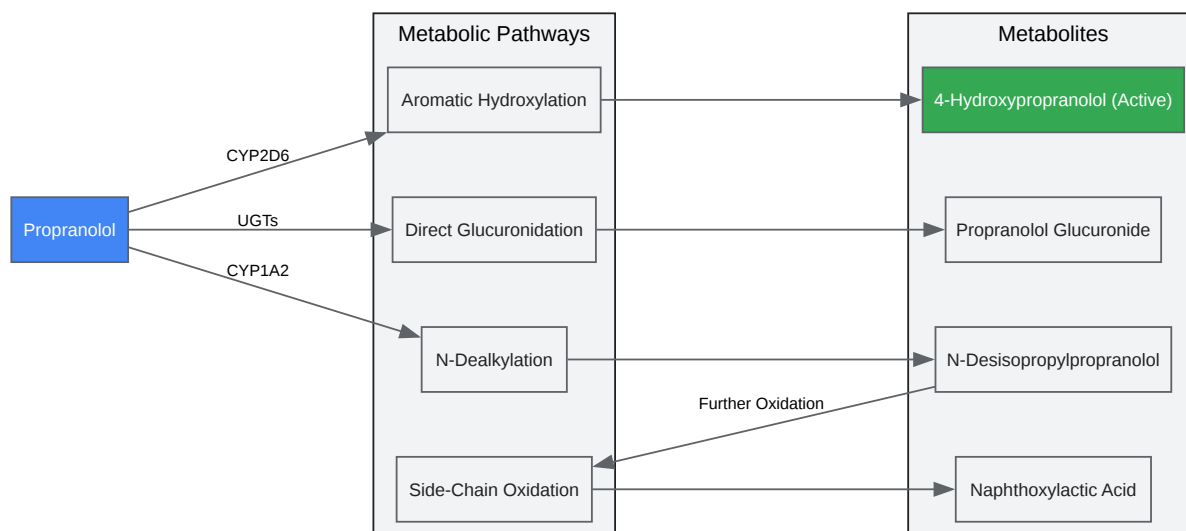 Metabolic Pathways
Metabolites
Aromatic Hydroxylation
4-Hydroxypropranolol (Active)
CYP2D6
Propranolol
UGTs
Direct Glucuronidation
Propranolol Glucuronide
CYP1A2
N-Dealkylation
N-Desisopropylpropranolol
Further Oxidation
Side-Chain Oxidation
Naphthoxylactic Acid